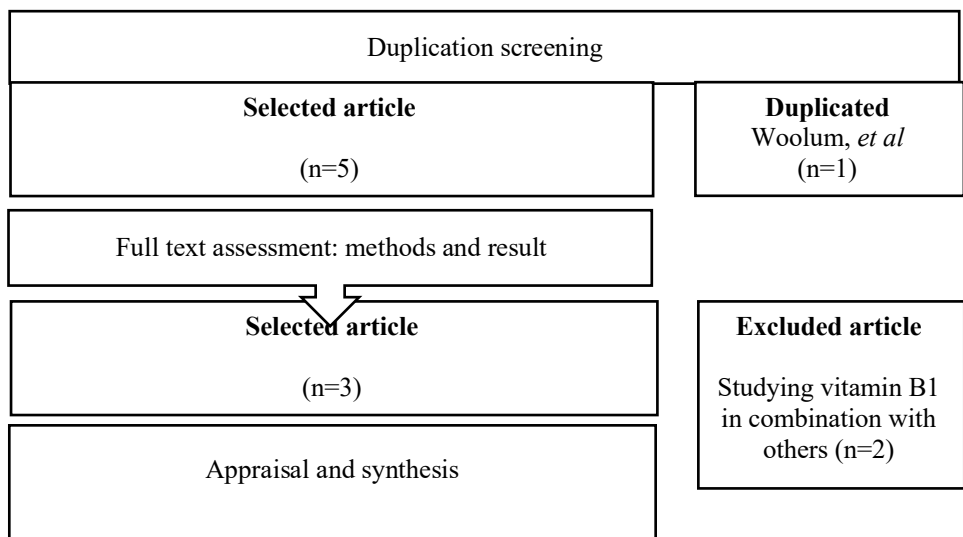 Duplication screening
Selected article
(n=5)
Duplicated
Woolum, et al
(n=1)
Full text assessment: methods and result
Selected article
(n=3)
Excluded article
Studying vitamin B1
in combination with
others (n=2)
Appraisal and synthesis